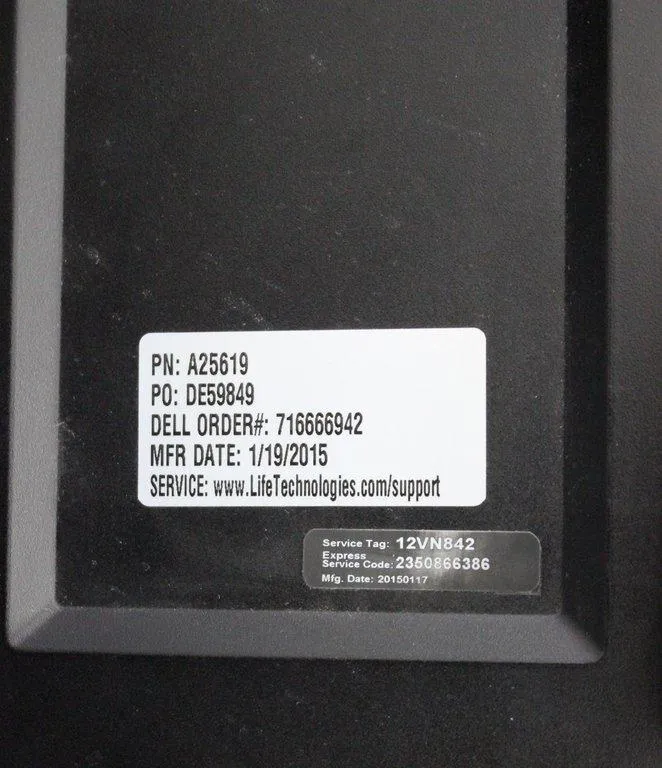 PN: A25619
PO: DE59849
DELL ORDER#: 716666942
MFR DATE: 1/19/2015
SERVICE: www.LifeTechnologies.com/support
Service Tag: 12VN842
Express
Service Code: 2350866386
Mfg. Date: 20150117